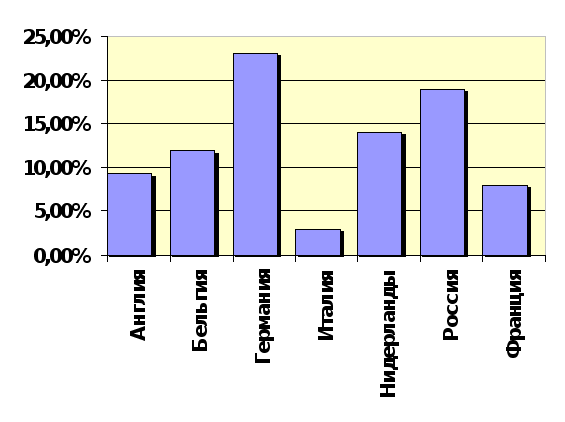 25,00%
20,00%
15,00%
10,00%
5,00%
0,00%
Англия
Бельгия
Германия
Италия
Нидерланды
Россия
Франция